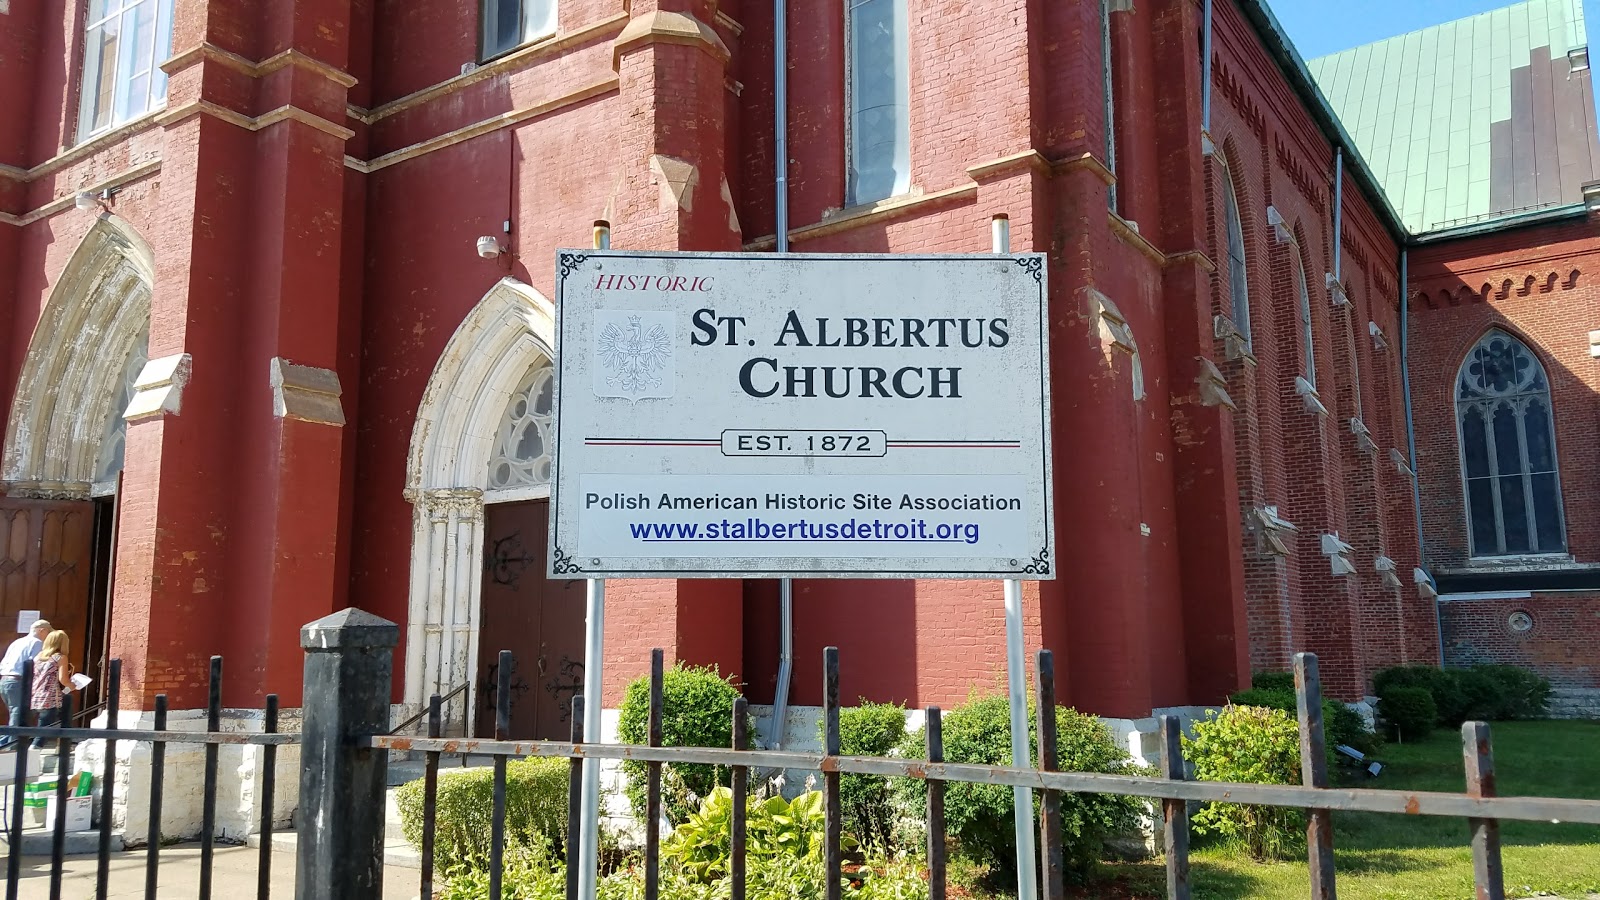 HISTORIC
ST. ALBERTUS
CHURCH
EST. 1872
Polish American Historic Site Association
www.stalbertusdetroit.org